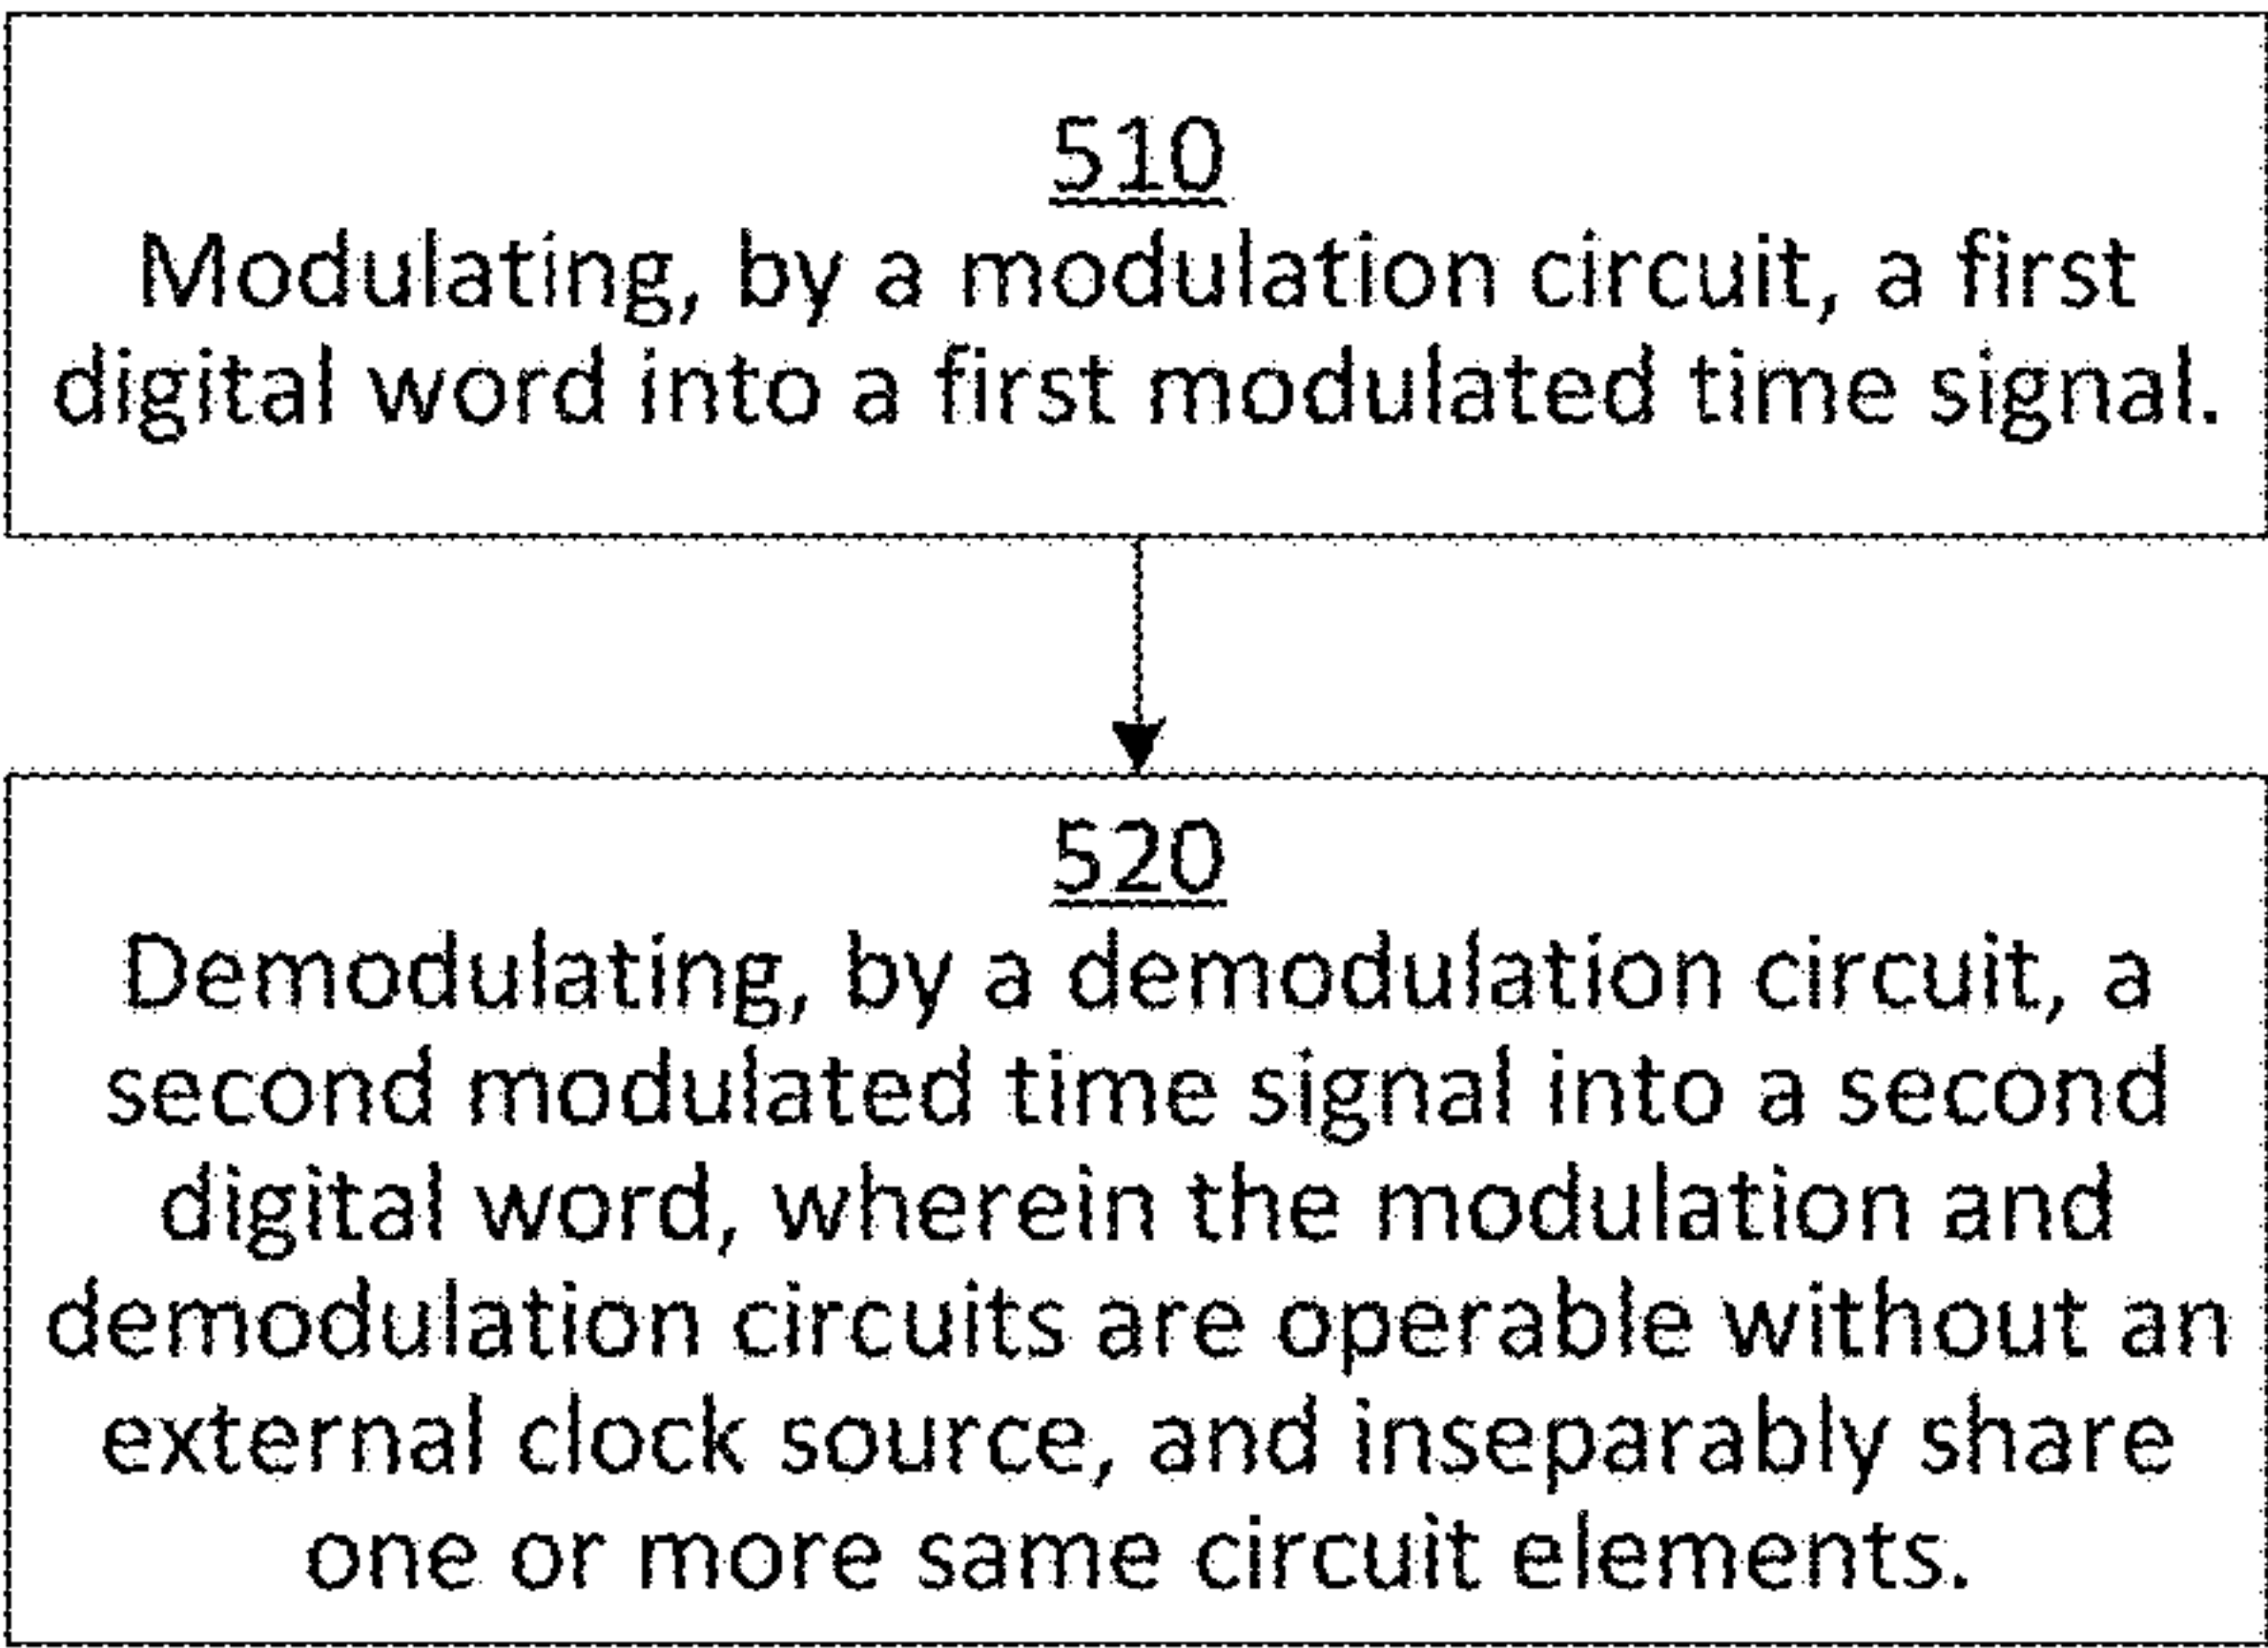 510
Modulating, by a modulation circuit, a first
digital word into a first modulated time signal.
520
Demodulating, by a demodulation circuit, a
second modulated time signal into a second
digital word, wherein the modulation and
demodulation circuits are operable without an
external clock source, and inseparably share
one or more same circuit elements.